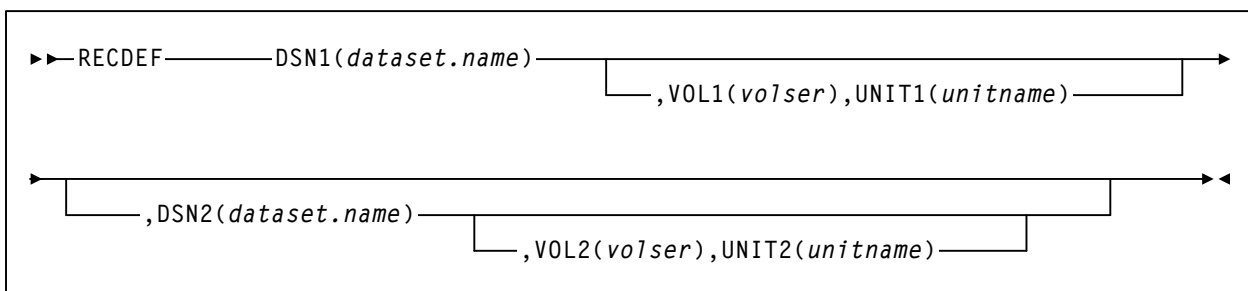 RECDEF DSN1(dataset.name)
,VOL1(volser),UNIT1(unitname)
,DSN2(dataset.name)
,VOL2(volser),UNIT2(unitname)